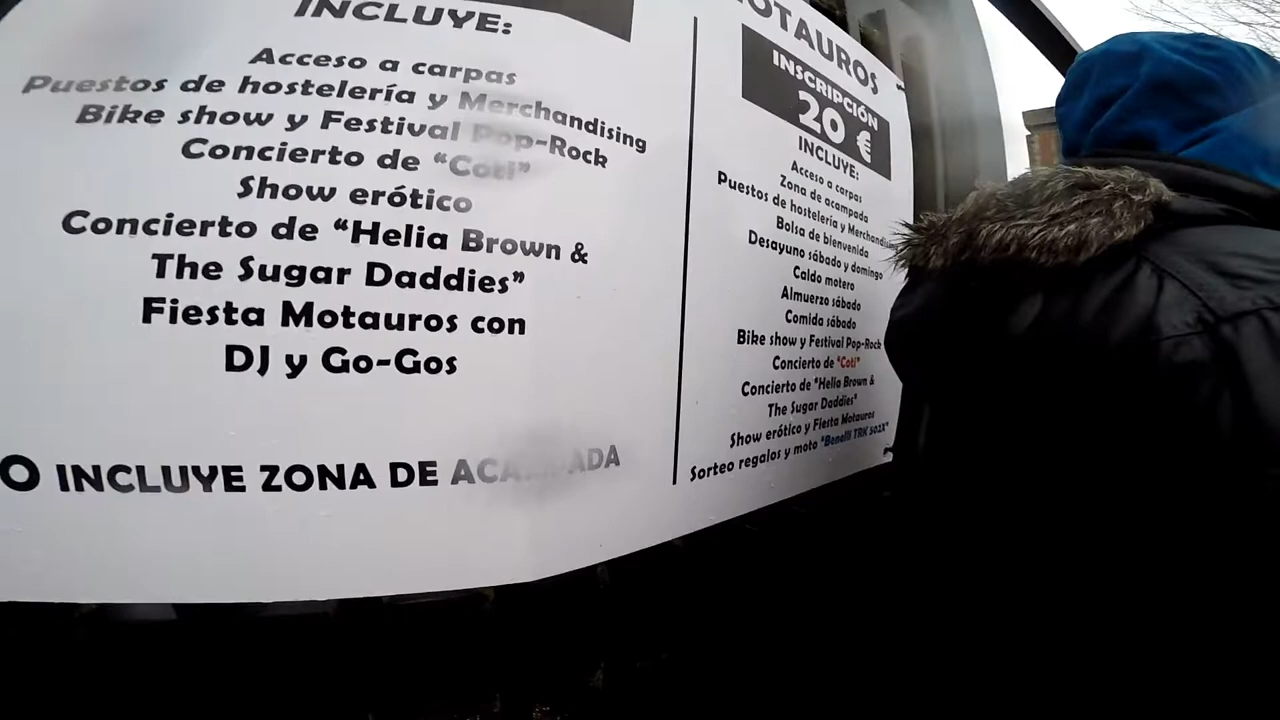 INCLUYE:
Acceso a carpas
Puestos de hostelería y Merchandising
Bike show y Festival Pop-Rock
Concierto de “Coti”
Show erótico
Concierto de “Helia Brown &
The Sugar Daddies”
Fiesta Motauros con
DJ y Go-Gos
O INCLUYE ZONA DE
MOTAUROS
INSCRIPCIÓN
20 €
INCLUYE:
Acceso a carpas
Zona de acampada
Puestos de hostelería y
Bolsa de bienvenida
Desayuno sábado y domingo
Caldo motero
Almuerzo sábado
Comida sábado
Bike show y Festival Pop-Rock
Concierto de "Coti"
Concierto de "Helia Brown &
The Sugar Daddies"
Show erótico y Fiesta Motauros
Sorteo regalos y moto "Benelli TRK 502X"